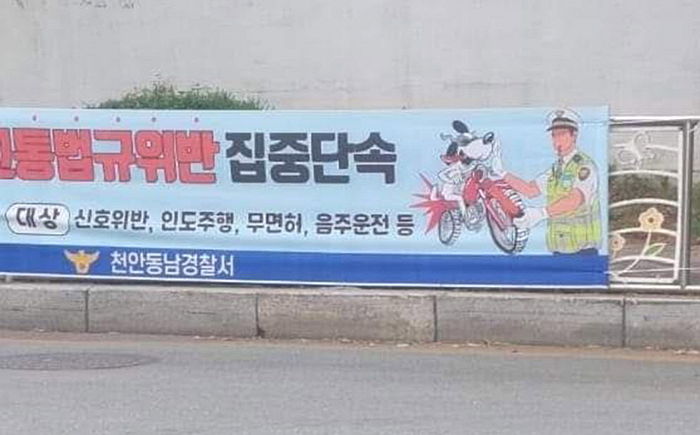 교통법규위반 집중단속
대상 신호위반, 인도주행, 무면허, 음주운전 등
천안동남경찰서